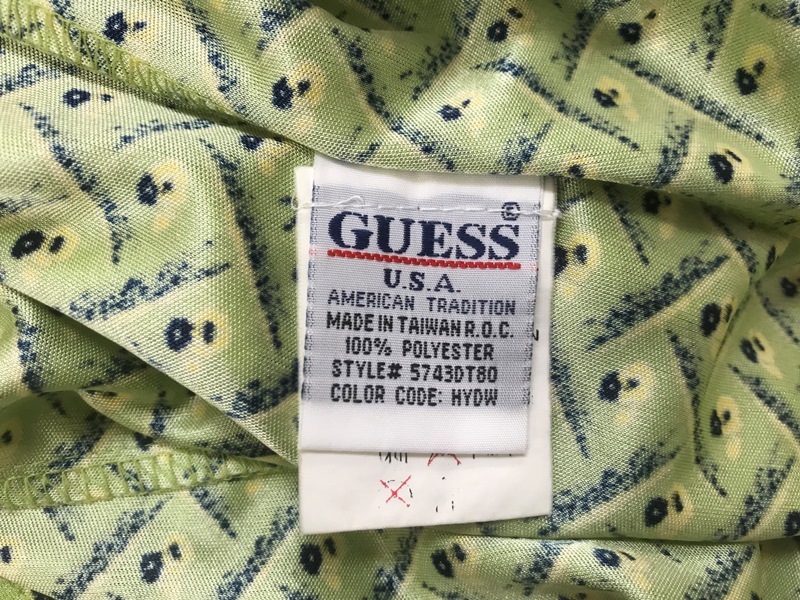 GUESS®
U.S.A.
AMERICAN TRADITION
MADE IN TAIWAN R.O.C.
100% POLYESTER
STYLE# 5743DT80
COLOR CODE: HYDW